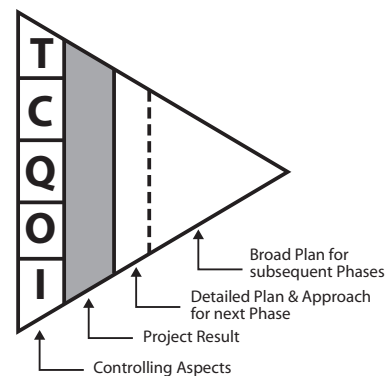 T
C
Q
O
I
Broad Plan for
subsequent Phases
Detailed Plan & Approach
for next Phase
Project Result
Controlling Aspects